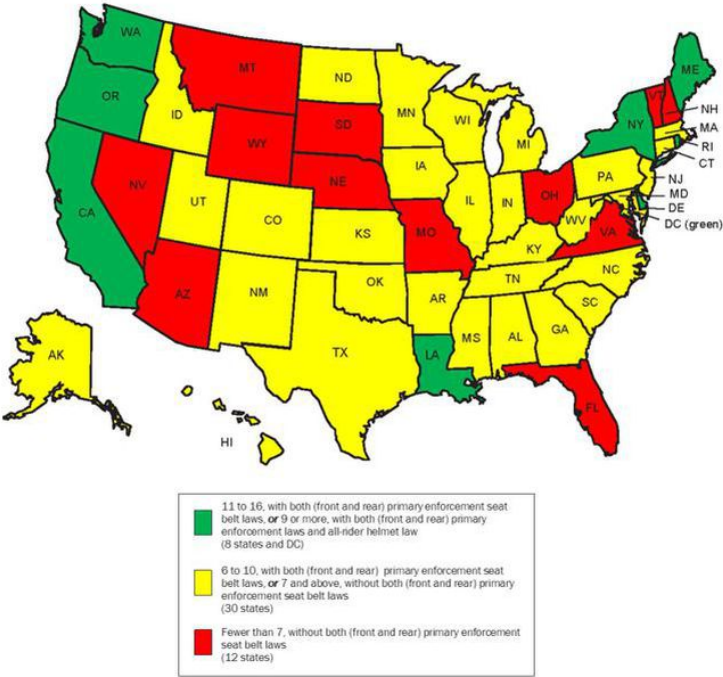 WA
MT
ND
ME
OR
MN
VT
NH
ID
SD
WI
NY
MA
WY
MI
RI
CT
IA
PA
NJ
NE
NV
OH
MD
UT
IL
IN
DE
CA
CO
WV
DC (green)
KS
MO
VA
KY
NC
TN
AZ
NM
OK
AR
SC
MS
AL
GA
AK
TX
LA
FL
HI
11 to 16, with both (front and rear) primary enforcement seat
belt laws, or 9 or more, with both (front and rear) primary
enforcement laws and all-rider helmet law
(8 states and DC)
6 to 10, with both (front and rear) primary enforcement seat
belt laws, or 7 and above, without both (front and rear) primary
enforcement seat belt laws
(30 states)
Fewer than 7, without both (front and rear) primary enforcement
seat belt laws
(12 states)